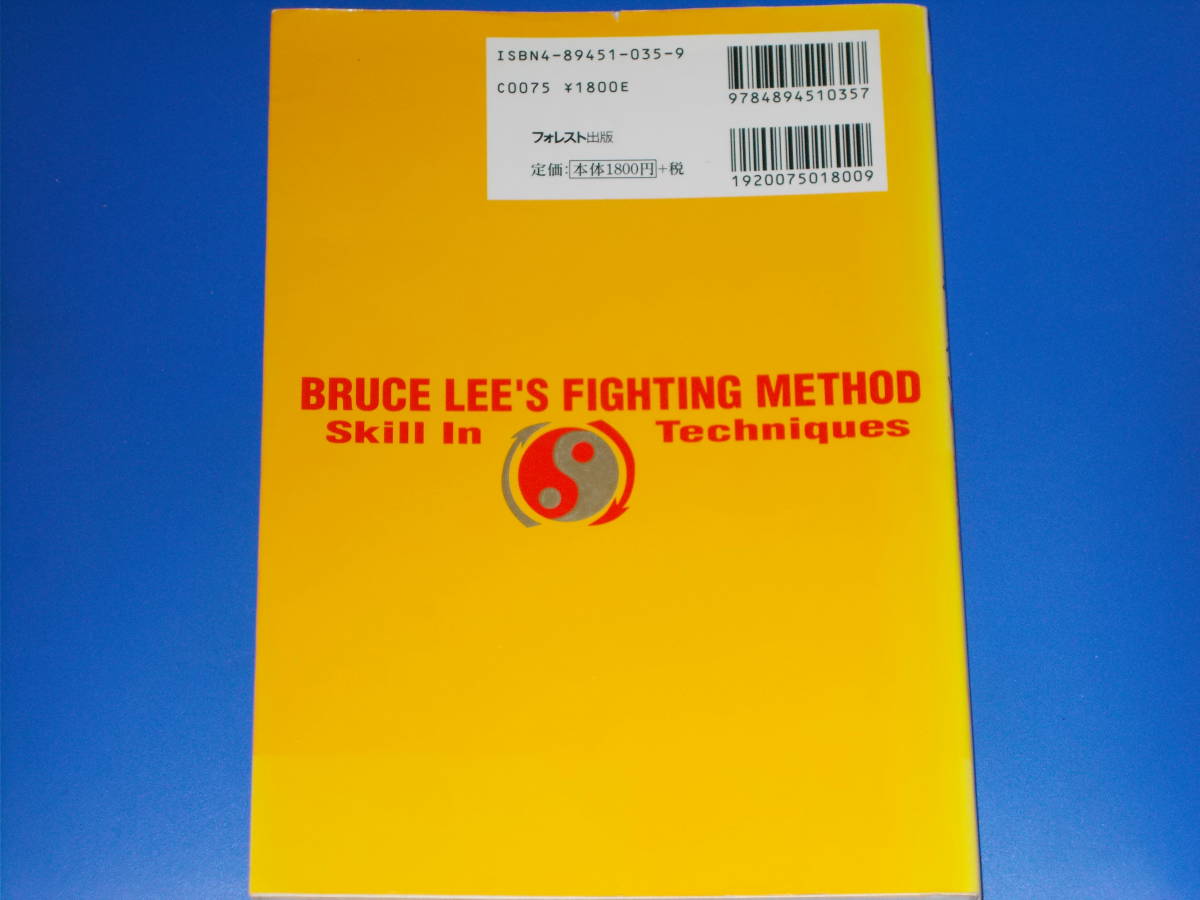 ISBN4-89451-035-9
C0075 ¥1800E
9784894510357
フォレスト出版
定価:本体1800円+税
1920075018009
BRUCE LEE'S FIGHTING METHOD
Skill In Techniques